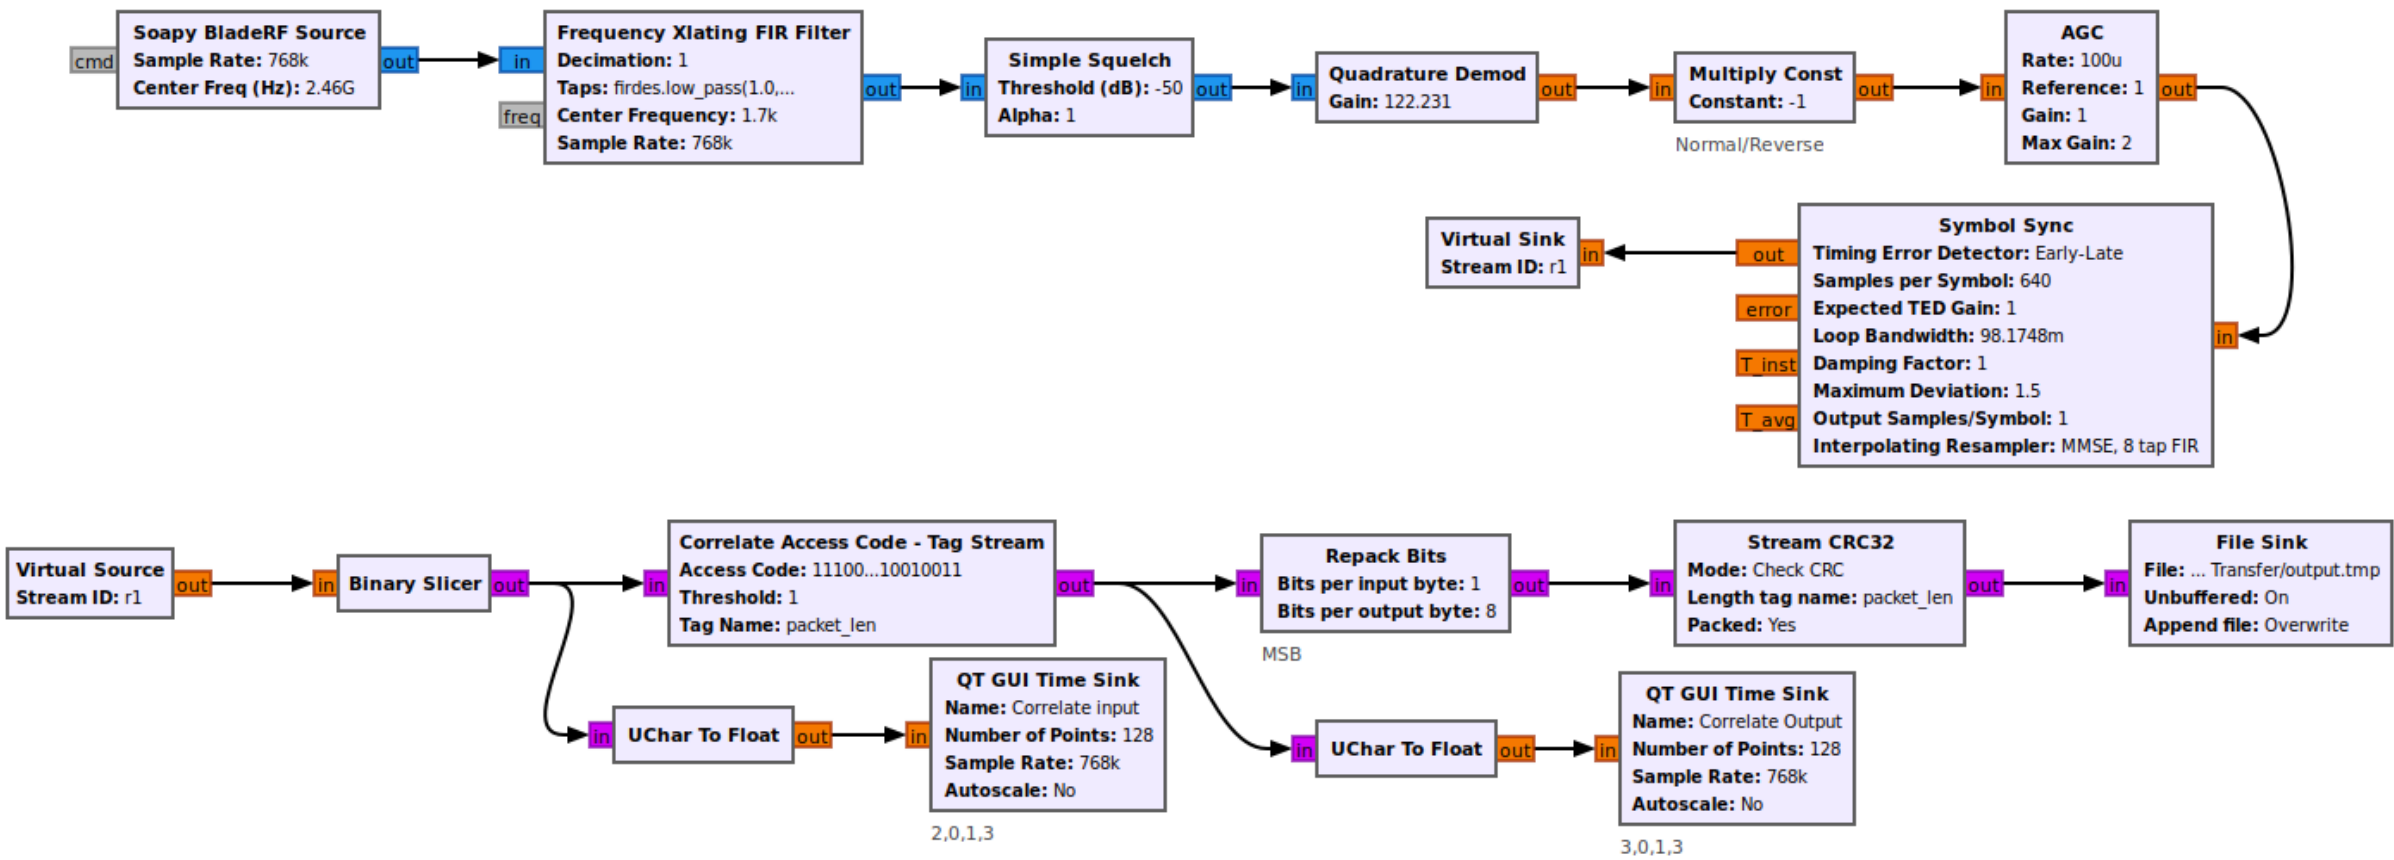 Soapy BladeRF Source
cmd
Sample Rate: 768k
out
Center Freq (Hz): 2.46G
Frequency Xlating FIR Filter
in
Decimation: 1
Taps: firdes.low_pass(1.0,...
out
freq
Center Frequency: 1.7k
Sample Rate: 768k
Simple Squelch
in
Threshold (dB): -50
out
Alpha: 1
Quadrature Demod
in
Gain: 122.231
out
Multiply Const
in
Constant: -1
out
Normal/Reverse
AGC
Rate: 100u
in
Reference: 1
out
Gain: 1
Max Gain: 2
Virtual Sink
Stream ID: r1
in
Symbol Sync
out
Timing Error Detector: Early-Late
Samples per Symbol: 640
error
Expected TED Gain: 1
Loop Bandwidth: 98.1748m
in
T_inst
Damping Factor: 1
Maximum Deviation: 1.5
T_avg
Output Samples/Symbol: 1
Interpolating Resampler: MMSE, 8 tap FIR
Virtual Source
out
Stream ID: r1
in
Binary Slicer
out
Correlate Access Code - Tag Stream
Access Code: 11100...10010011
in
Threshold: 1
out
Tag Name: packet_len
Repack Bits
in
Bits per input byte: 1
out
Bits per output byte: 8
MSB
Stream CRC32
Mode: Check CRC
in
Length tag name: packet_len
out
Packed: Yes
File Sink
File: ... Transfer/output.tmp
in
Unbuffered: On
Append file: Overwrite
in
UChar To Float
out
QT GUI Time Sink
Name: Correlate input
in
Number of Points: 128
Sample Rate: 768k
Autoscale: No
2,0,1,3
in
UChar To Float
out
QT GUI Time Sink
Name: Correlate Output
in
Number of Points: 128
Sample Rate: 768k
Autoscale: No
3,0,1,3